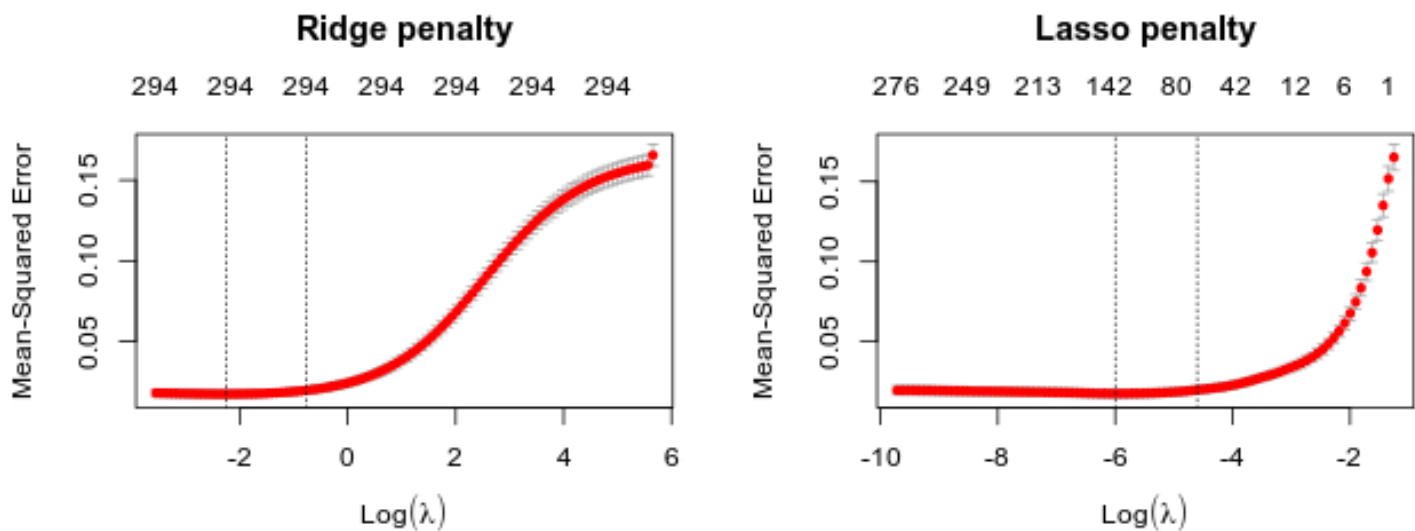 Ridge penalty
294 294 294 294 294 294 294
Mean-Squared Error
0.15
0.10
0.05
-2 0 2 4 6
Log(λ)
Lasso penalty
276 249 213 142 80 42 12 6 1
Mean-Squared Error
0.15
0.10
0.05
-10 -8 -6 -4 -2
Log(λ)